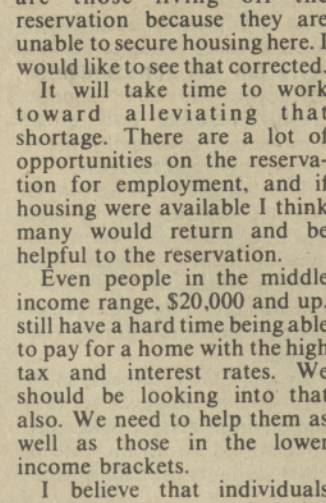 are those living off the
reservation because they are
unable to secure housing here. I
would like to see that corrected.
It will take time to work
toward alleviating that
shortage. There are a lot of
opportunities on the reserva-
tion for employment, and if
housing were available I think
many would return and be
helpful to the reservation.
Even people in the middle
income range, $20,000 and up,
still have a hard time being able
to pay for a home with the high
tax and interest rates. We
should be looking into that
also. We need to help them as
well as those in the lower
income brackets.
I believe that individuals